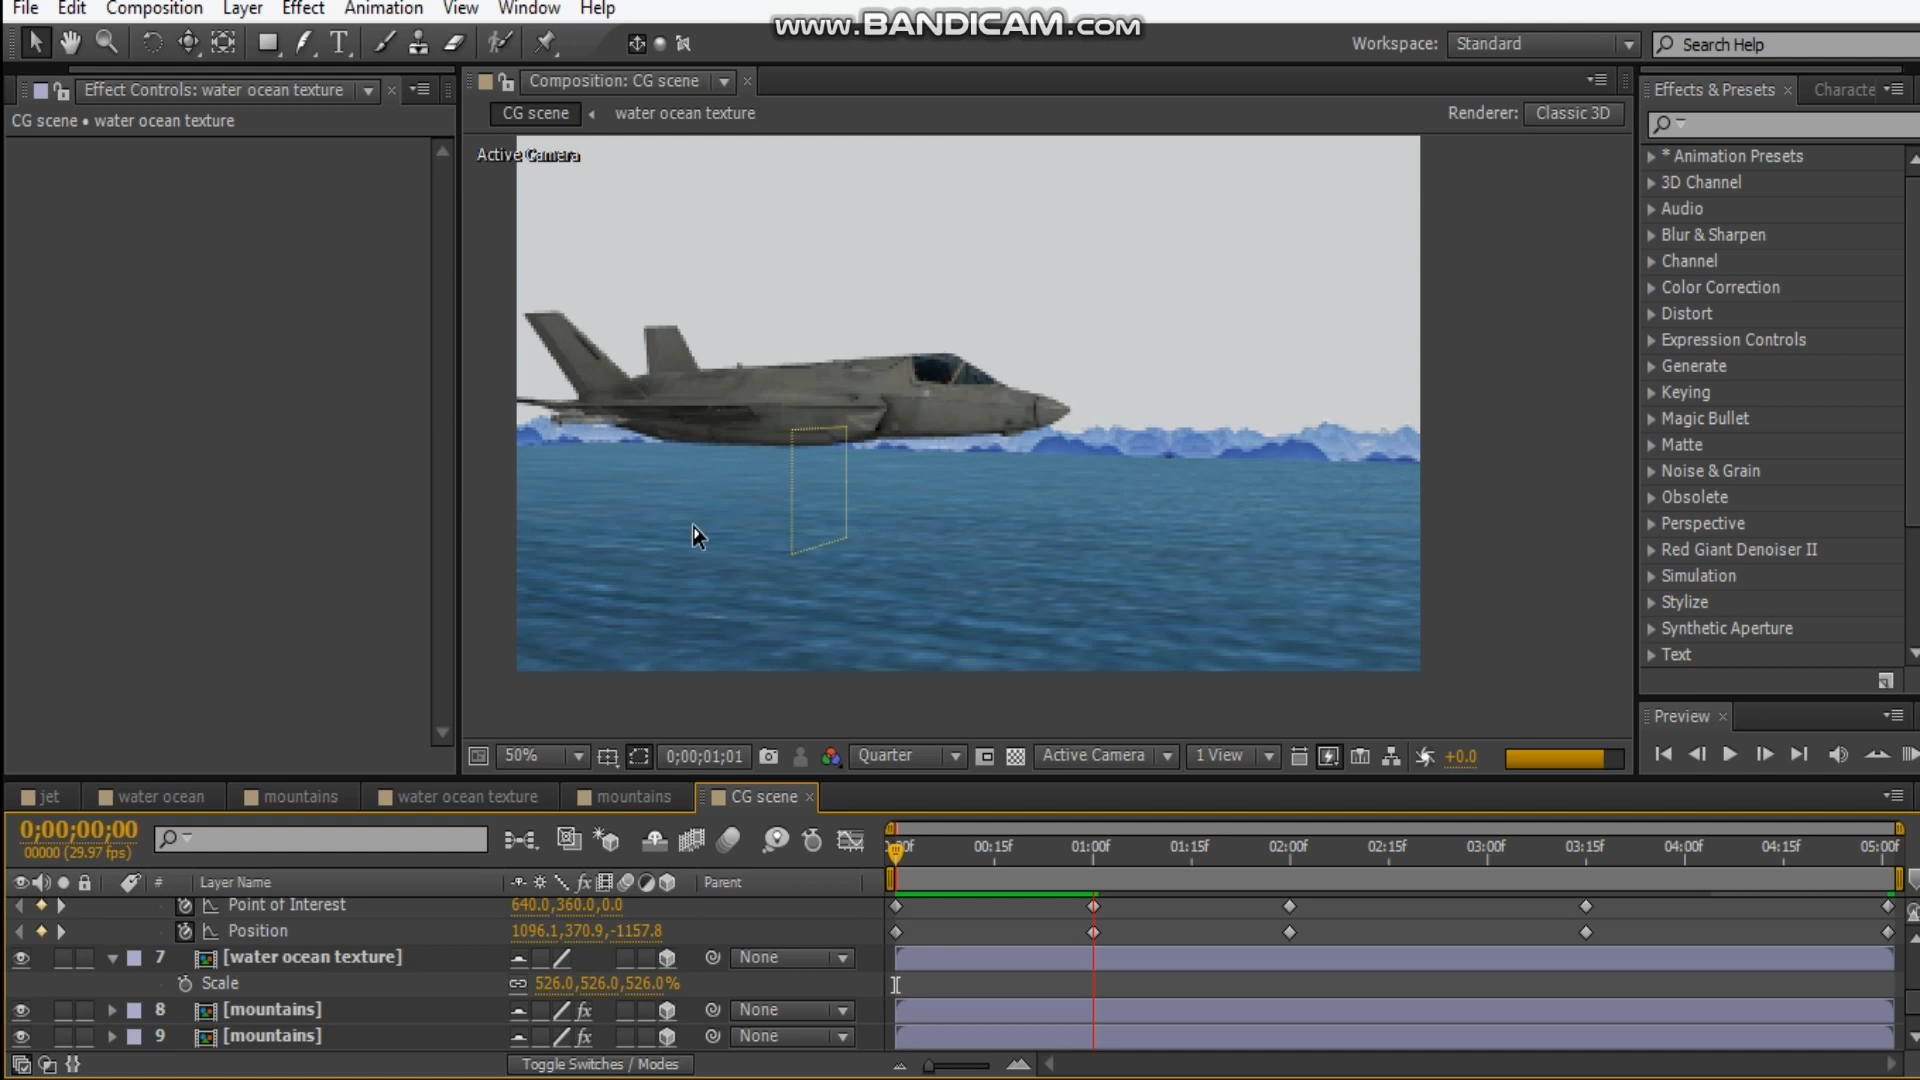 File Edit Composition Layer Effect Animation View Window Help
www.BANDICAM.com
Workspace: Standard Search Help
Effect Controls: water ocean texture
CG scene • water ocean texture
Composition: CG scene
CG scene water ocean texture
Renderer: Classic 3D
Active Camera
50% 0;00;01;01 Quarter Active Camera 1 View +0.0
Effects & Presets Characte
* Animation Presets
3D Channel
Audio
Blur & Sharpen
Channel
Color Correction
Distort
Expression Controls
Generate
Keying
Magic Bullet
Matte
Noise & Grain
Obsolete
Perspective
Red Giant Denoiser II
Simulation
Stylize
Synthetic Aperture
Text
Preview
jet water ocean mountains water ocean texture mountains CG scene
0;00;00;00
00000 (29.97 fps)
00f 00:15f 01:00f 01:15f 02:00f 02:15f 03:00f 03:15f 04:00f 04:15f 05:00f
# Layer Name fx Parent
Point of Interest 640.0,360.0,0.0
Position 1096.1,370.9,-1157.8
7 [water ocean texture] None
Scale 526.0,526.0,526.0%
8 [mountains] fx None
9 [mountains] fx None
Toggle Switches / Modes